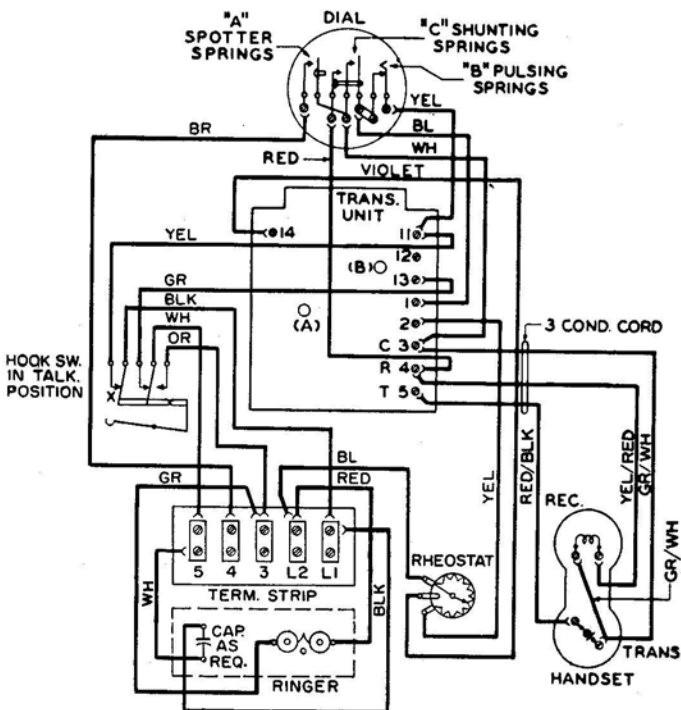 DIAL
"A"
SPOTTER
SPRINGS
"C" SHUNTING
SPRINGS
"B" PULSING
SPRINGS
YEL
BR
BL
WH
RED
VIOLET
TRANS.
UNIT
14
11
YEL
12
(B)
13
GR
1
BLK
(A)
2
WH
C 3
3 COND. CORD
OR
R 4
HOOK SW.
IN TALK.
POSITION
T 5
BL
GR
RED
YEL
RED/BLK
YEL/RED
GR/WH
REC.
GR/WH
RHEOSTAT
5 4 3 L2 L1
TERM. STRIP
WH
BLK
CAP.
AS
REQ.
RINGER
TRANS
HANDSET